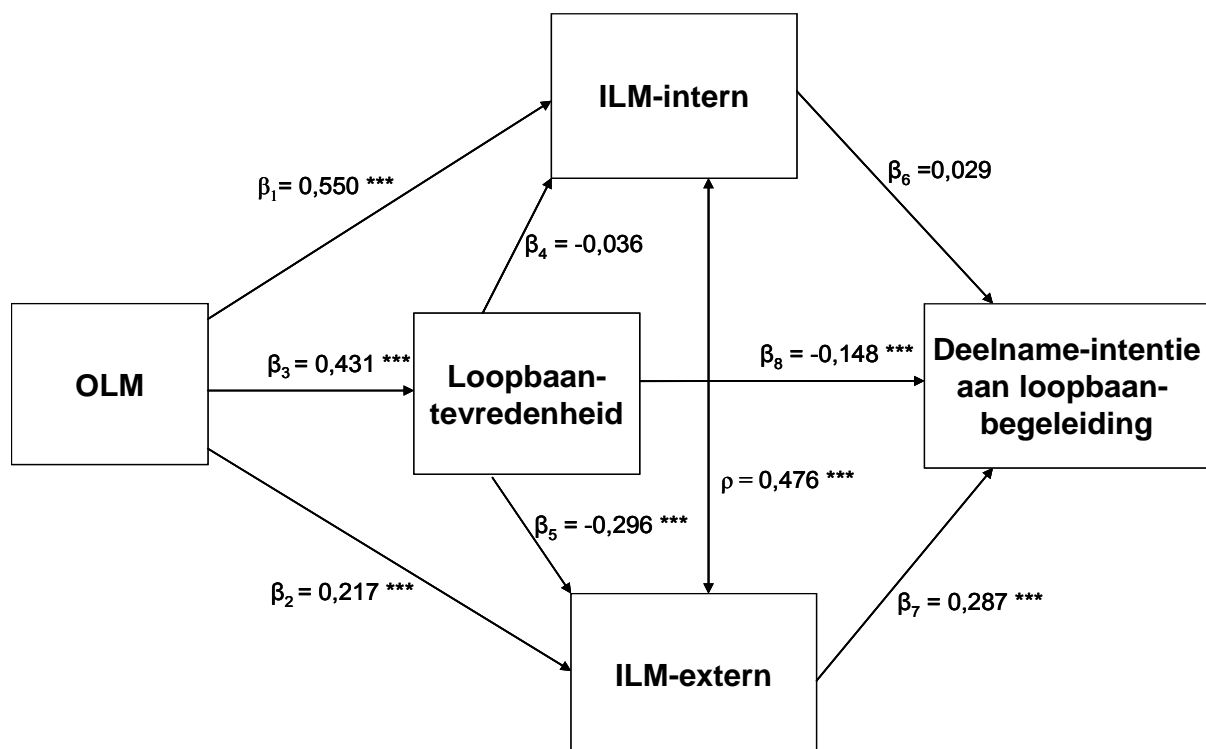 ILM-intern
β₁= 0,550 ***
β₆ =0,029
β₄ = -0,036
OLM
β₃ = 0,431 ***
Loopbaan-
tevredenheid
β₈ = -0,148 ***
Deelname-intentie
aan loopbaan-
begeleiding
ρ = 0,476 ***
β₅ = -0,296 ***
β₂ = 0,217 ***
β₇ = 0,287 ***
ILM-extern